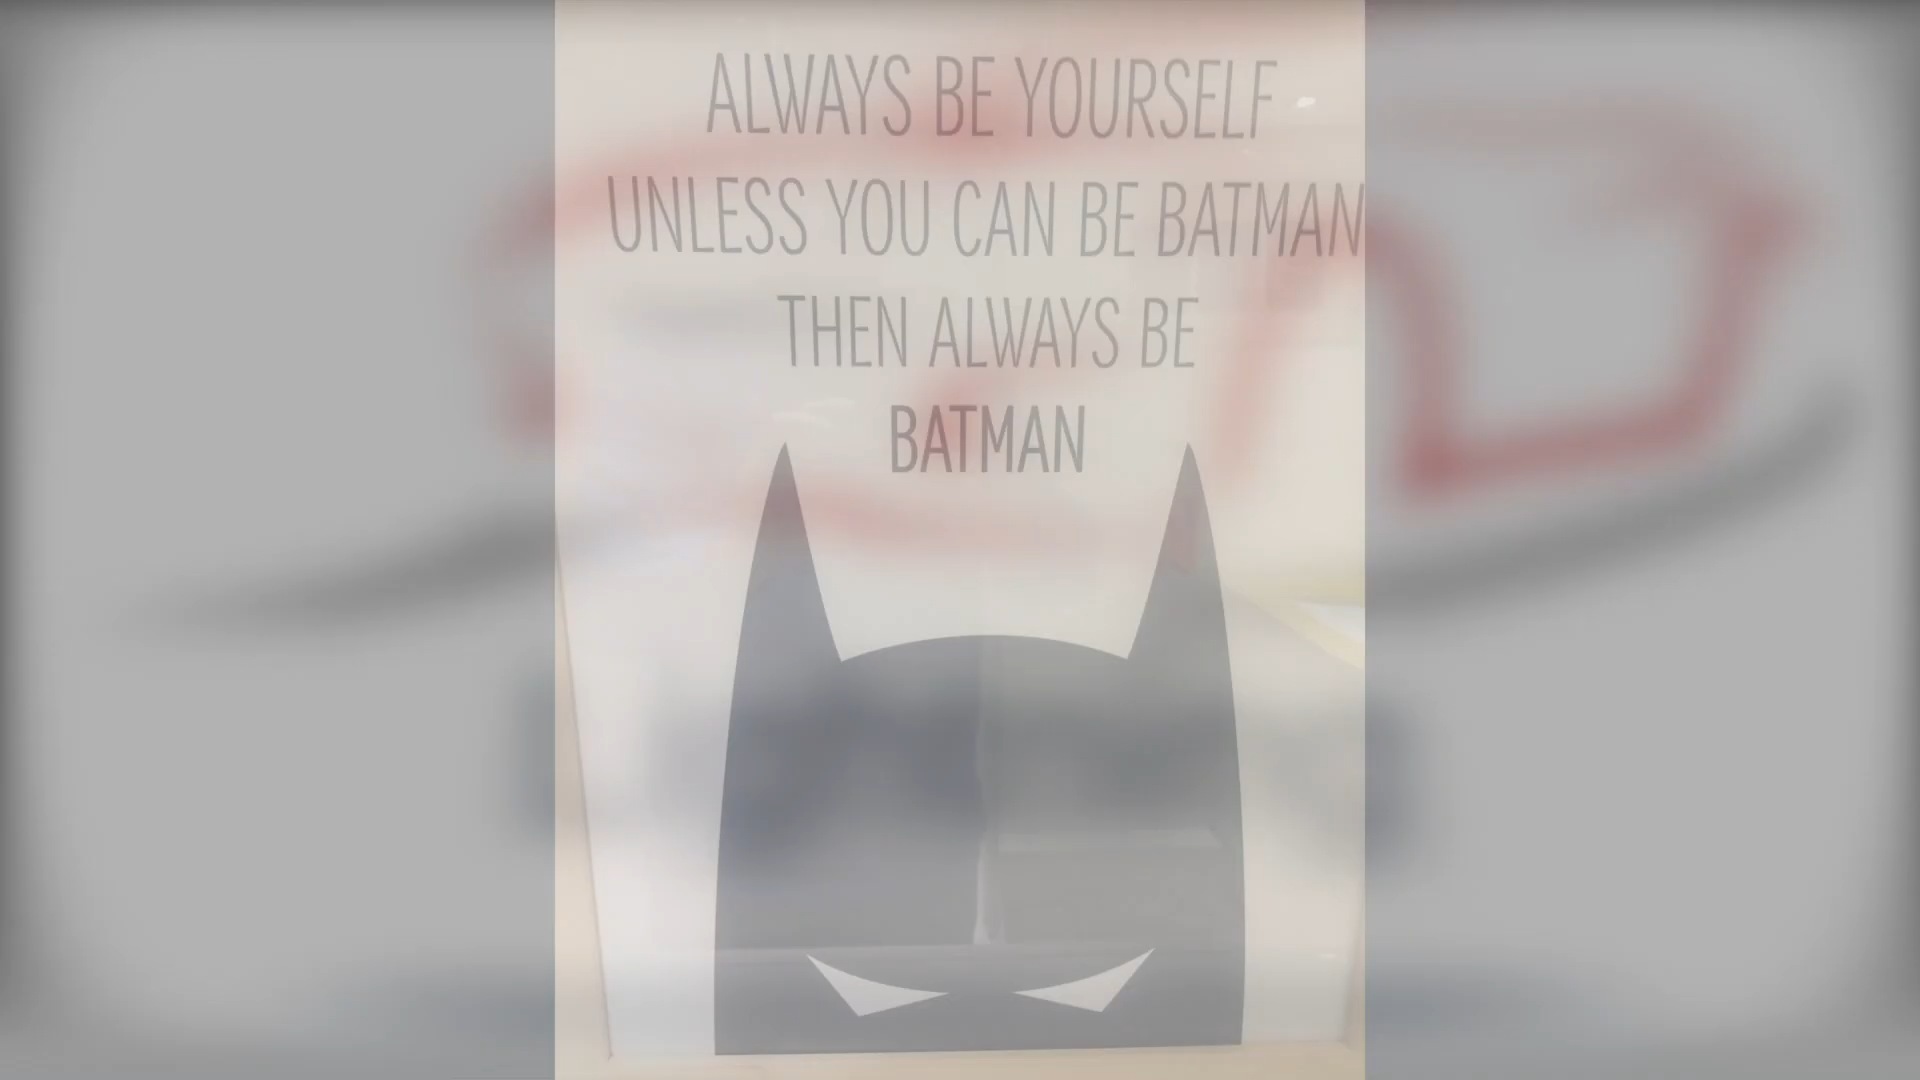 ALWAYS BE YOURSELF
UNLESS YOU CAN BE BATMAN
THEN ALWAYS BE
BATMAN